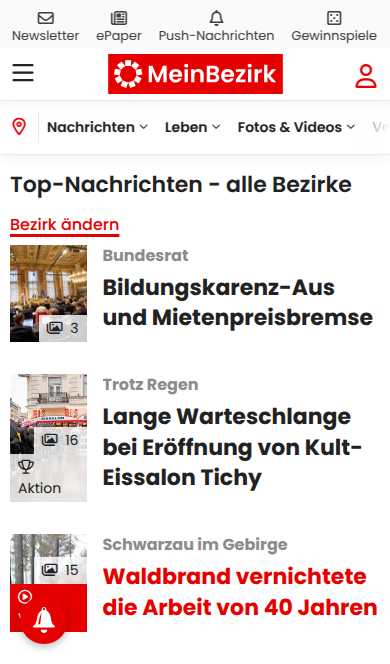 Newsletter ePaper Push-Nachrichten Gewinnspiele
MeinBezirk
Nachrichten Leben Fotos & Videos
Top-Nachrichten - alle Bezirke
Bezirk ändern
Bundesrat
Bildungskarenz-Aus
und Mietenpreisbremse
3
Trotz Regen
Lange Warteschlange
bei Eröffnung von Kult-
Eissalon Tichy
16
Aktion
Schwarzau im Gebirge
Waldbrand vernichtete
die Arbeit von 40 Jahren
15